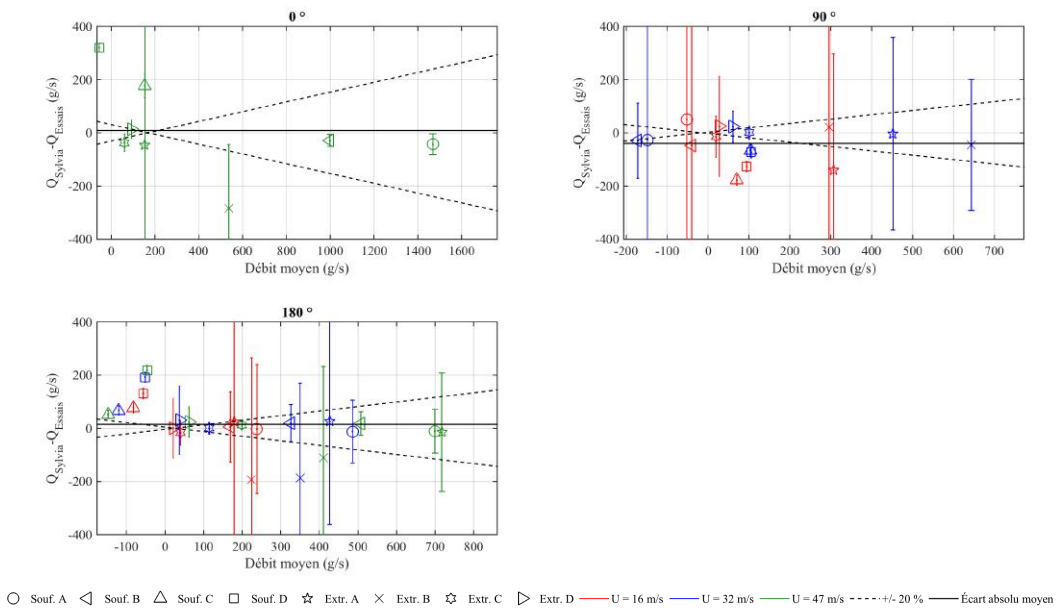 0 °
400
200
0
-200
-400
Q_Sylvia-Q_Essais (g/s)
0 200 400 600 800 1000 1200 1400 1600
Débit moyen (g/s)
90 °
400
200
0
-200
-400
Q_Sylvia-Q_Essais (g/s)
-200 -100 0 100 200 300 400 500 600 700
Débit moyen (g/s)
180 °
400
200
0
-200
-400
Q_Sylvia-Q_Essais (g/s)
-100 0 100 200 300 400 500 600 700 800
Débit moyen (g/s)
Souf. A Souf. B Souf. C Souf. D Extr. A Extr. B Extr. C Extr. D U = 16 m/s U = 32 m/s U = 47 m/s +/- 20 % Écart absolu moyen